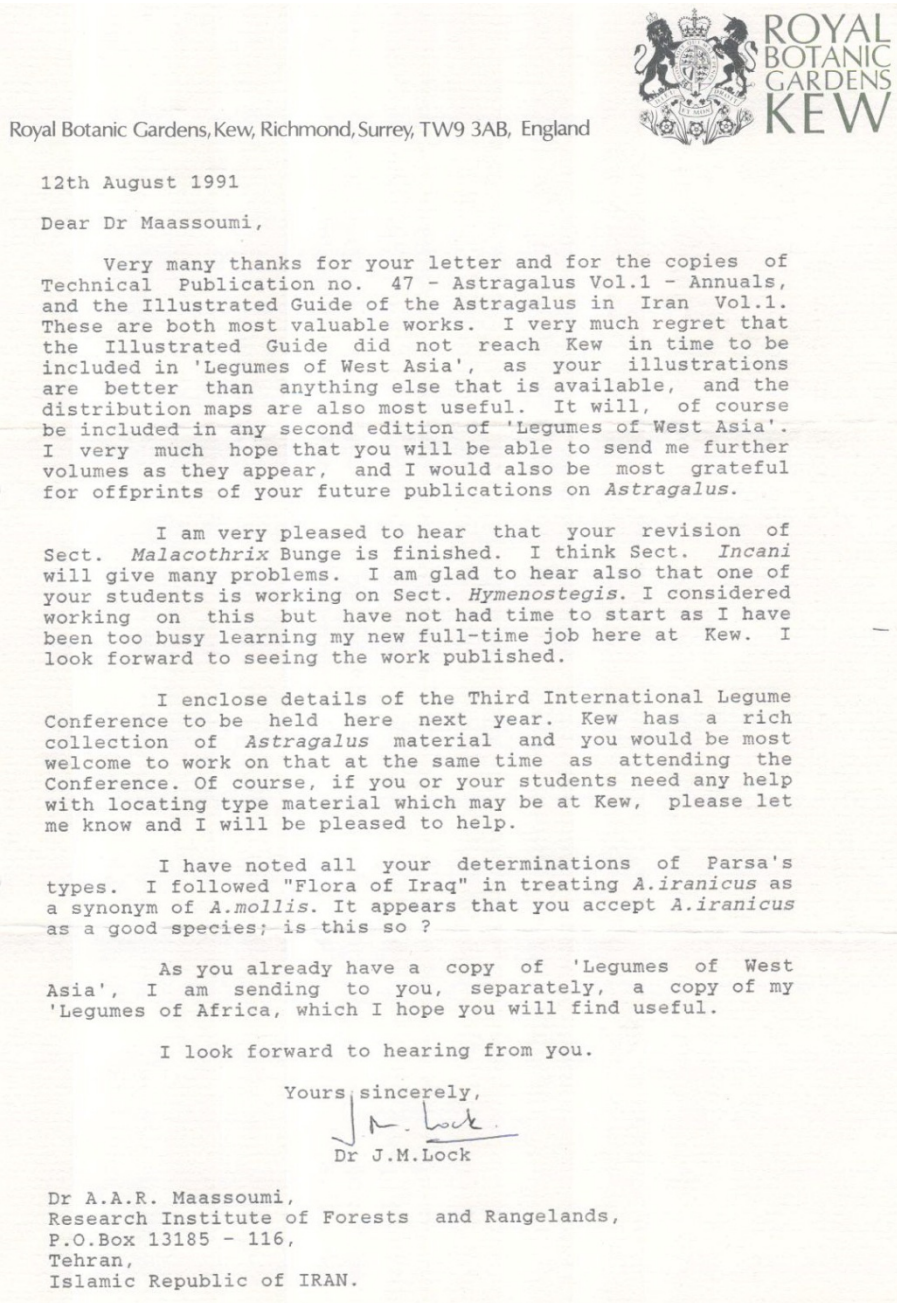 ROYAL
BOTANIC
GARDENS
KEW
Royal Botanic Gardens, Kew, Richmond, Surrey, TW9 3AB, England
12th August 1991
Dear Dr Maassoumi,
Very many thanks for your letter and for the copies of
Technical Publication no. 47 - Astragalus Vol.1 - Annuals,
and the Illustrated Guide of the Astragalus in Iran Vol.1.
These are both most valuable works. I very much regret that
the Illustrated Guide did not reach Kew in time to be
included in 'Legumes of West Asia', as your illustrations
are better than anything else that is available, and the
distribution maps are also most useful. It will, of course
be included in any second edition of 'Legumes of West Asia'.
I very much hope that you will be able to send me further
volumes as they appear, and I would also be most grateful
for offprints of your future publications on Astragalus.
I am very pleased to hear that your revision of
Sect. Malacothrix Bunge is finished. I think Sect. Incani
will give many problems. I am glad to hear also that one of
your students is working on Sect. Hymenostegis. I considered
working on this but have not had time to start as I have
been too busy learning my new full-time job here at Kew. I
look forward to seeing the work published.
I enclose details of the Third International Legume
Conference to be held here next year. Kew has a rich
collection of Astragalus material and you would be most
welcome to work on that at the same time as attending the
Conference. Of course, if you or your students need any help
with locating type material which may be at Kew, please let
me know and I will be pleased to help.
I have noted all your determinations of Parsa's
types. I followed "Flora of Iraq" in treating A.iranicus as
a synonym of A.mollis. It appears that you accept A.iranicus
as a good species; is this so ?
As you already have a copy of 'Legumes of West
Asia', I am sending to you, separately, a copy of my
'Legumes of Africa, which I hope you will find useful.
I look forward to hearing from you.
Yours sincerely,
J M. Lock.
Dr J.M.Lock
Dr A.A.R. Maassoumi,
Research Institute of Forests and Rangelands,
P.O.Box 13185 - 116,
Tehran,
Islamic Republic of IRAN.